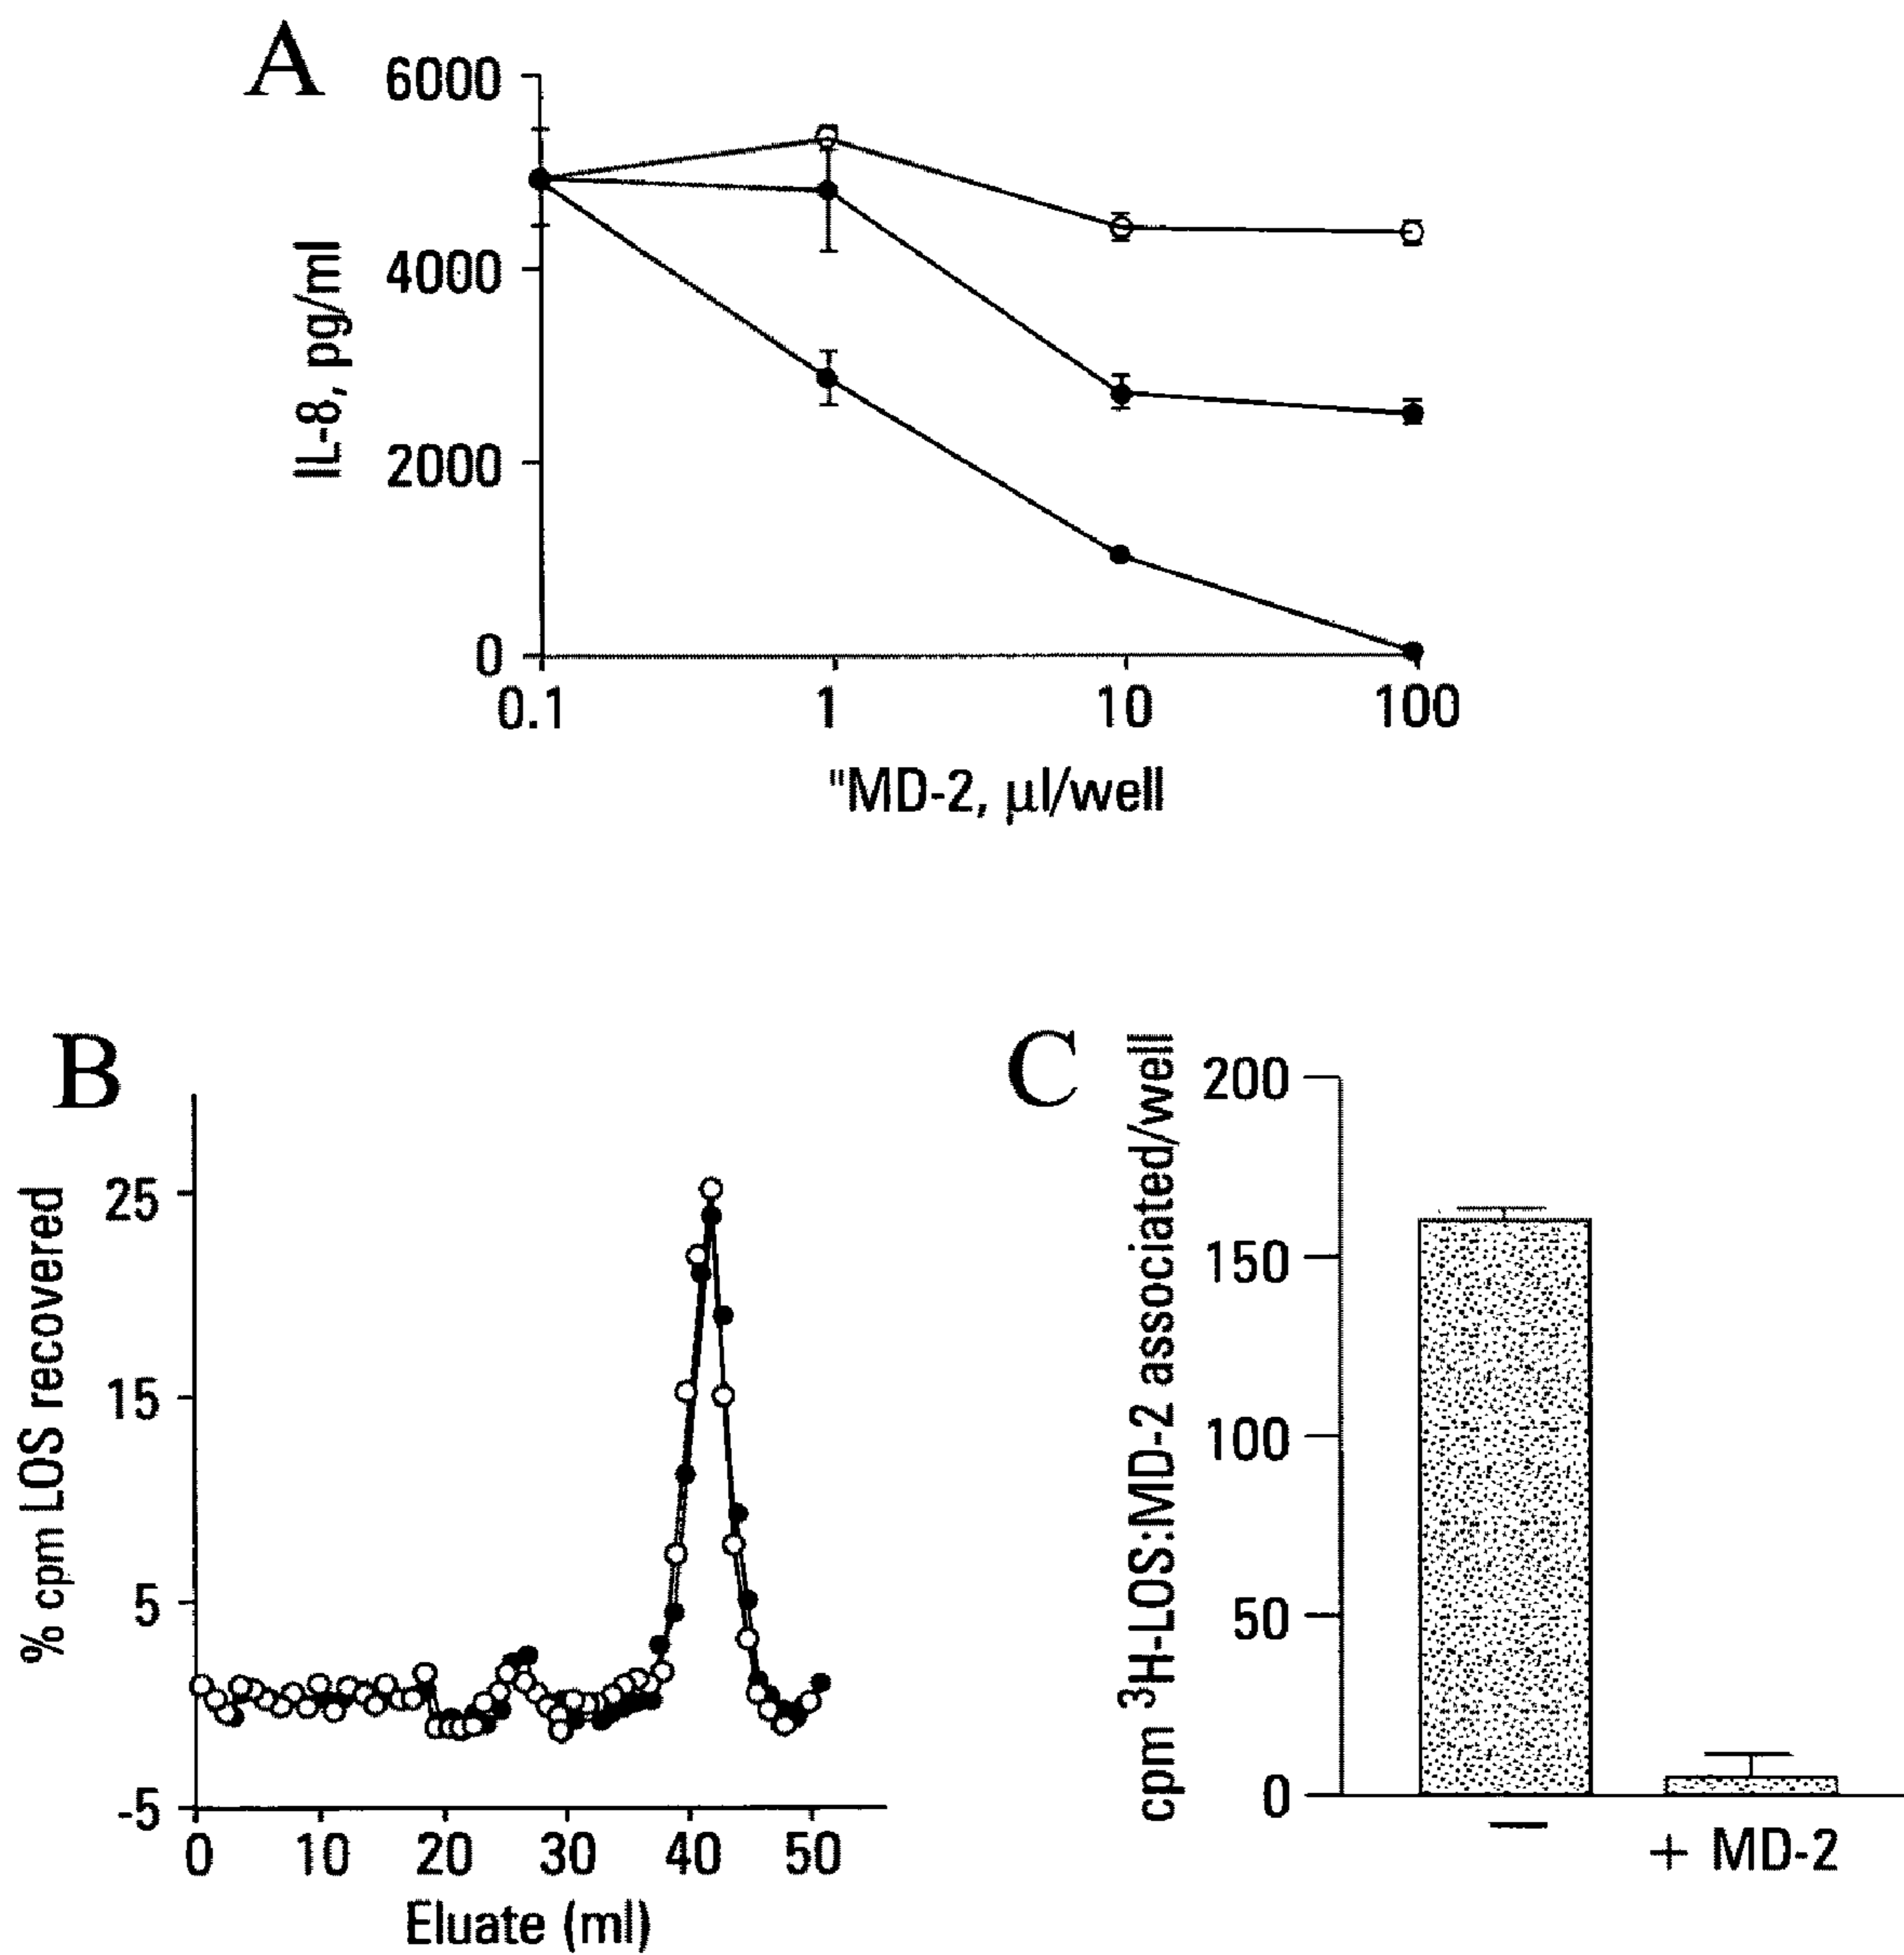 A
6000
4000
2000
0
IL-8, pg/ml
0.1 1 10 100
"MD-2, µl/well
B
25
15
5
-5
% cpm LOS recovered
0 10 20 30 40 50
Eluate (ml)
C
200
150
100
50
0
cpm ³H-LOS:MD-2 associated/well
— + MD-2